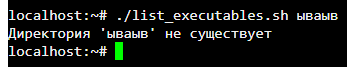 localhost:~# ./list_executables.sh ываыв
Директория 'ываыв' не существует
localhost:~#